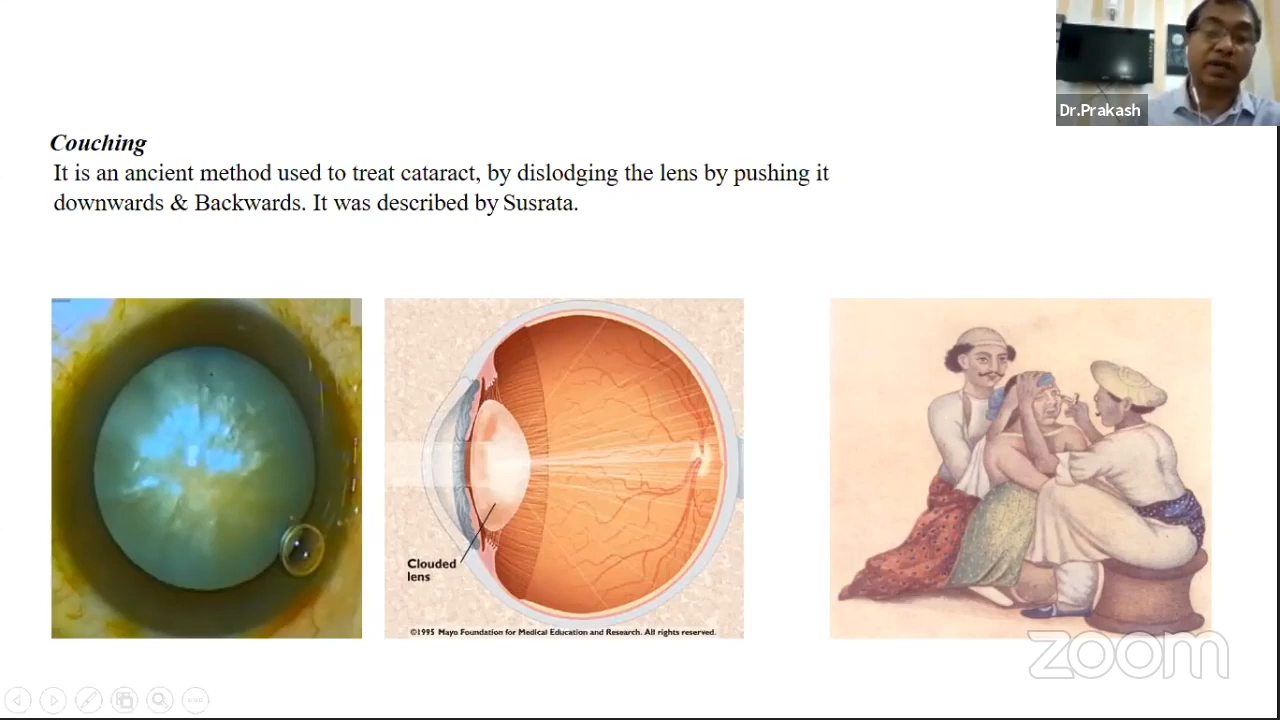 Dr.Prakash
Couching
It is an ancient method used to treat cataract, by dislodging the lens by pushing it
downwards & Backwards. It was described by Susrata.
Clouded
lens
©1995 Mayo Foundation for Medical Education and Research. All rights reserved.
zoom